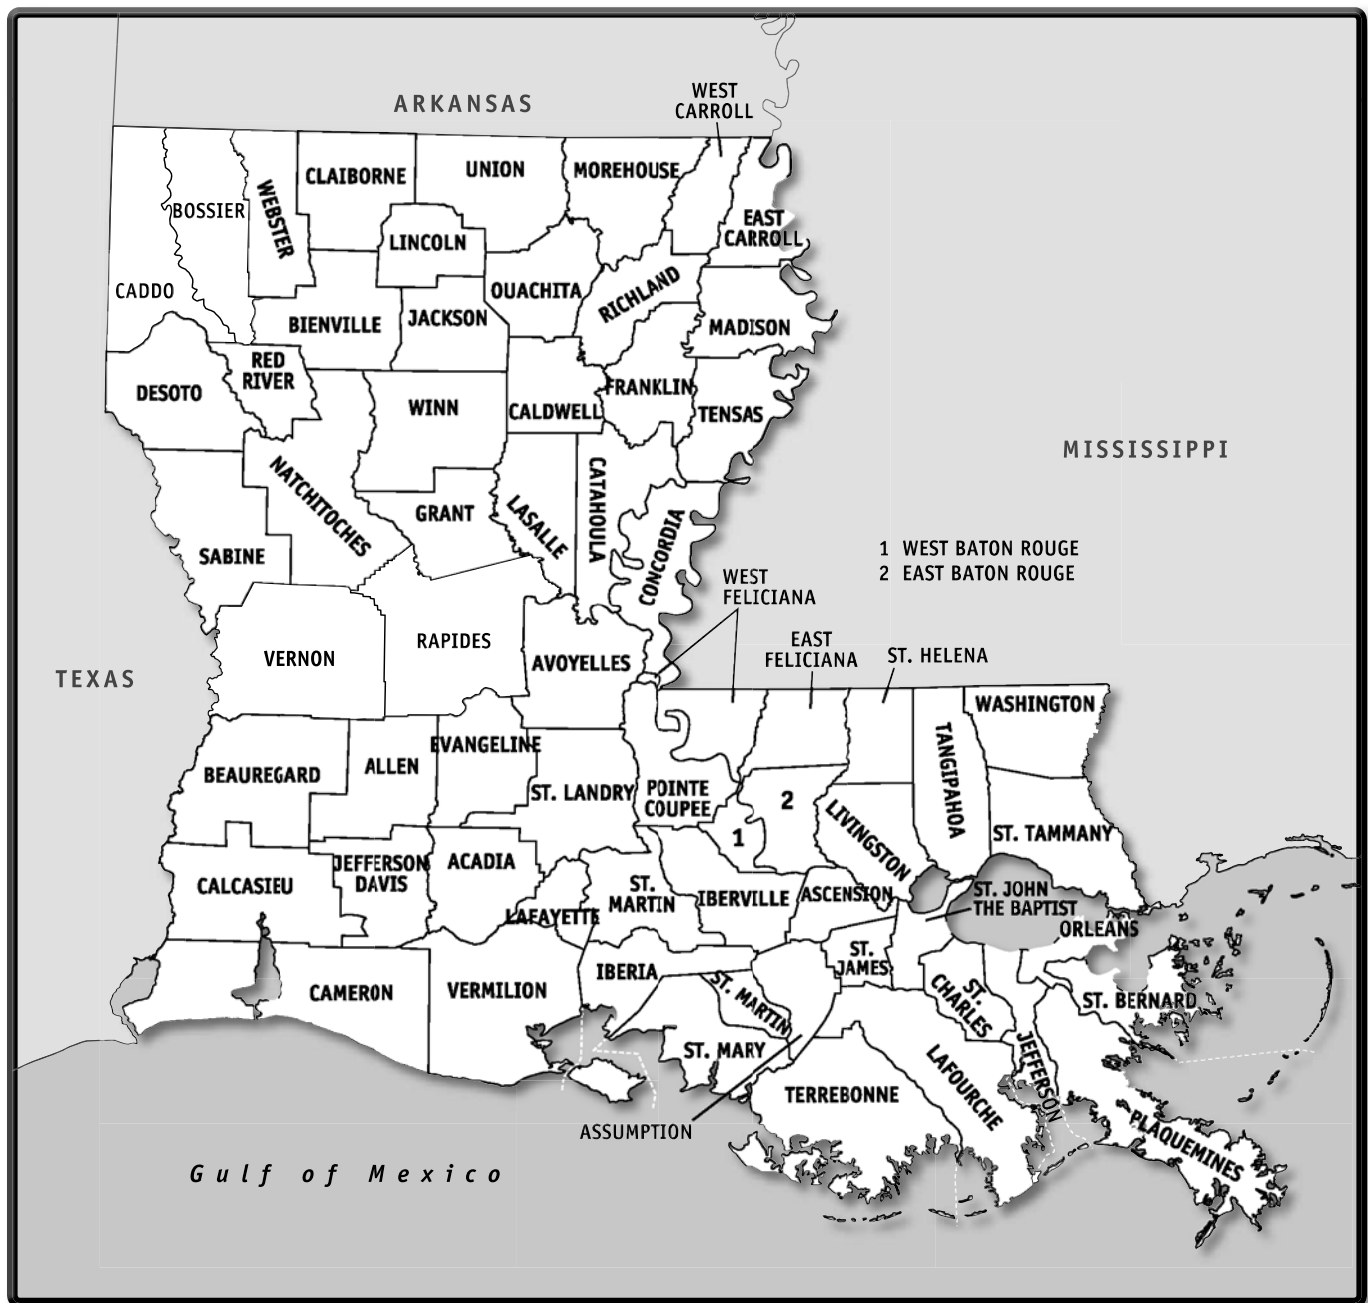 ARKANSAS
WEST
CARROLL
CLAIBORNE
UNION
MOREHOUSE
BOSSIER
WEBSTER
LINCOLN
EAST
CARROLL
CADDO
OUACHITA
RICHLAND
BIENVILLE
JACKSON
MADISON
RED
RIVER
DESOTO
WINN
CALDWELL
FRANKLIN
TENSAS
MISSISSIPPI
NATCHITOCHES
GRANT
LASALLE
CATAHOULA
CONCORDIA
SABINE
1 WEST BATON ROUGE
2 EAST BATON ROUGE
WEST
FELICIANA
EAST
FELICIANA
ST. HELENA
TEXAS
VERNON
RAPIDES
AVOYELLES
WASHINGTON
TANGIPAHOA
BEAUREGARD
ALLEN
EVANGELINE
ST. LANDRY
POINTE
COUPEE
2
1
LIVINGSTON
ST. TAMMANY
CALCASIEU
JEFFERSON
DAVIS
ACADIA
LAFAYETTE
ST.
MARTIN
IBERVILLE
ASCENSION
ST. JOHN
THE BAPTIST
ORLEANS
CAMERON
VERMILION
IBERIA
ST. MARTIN
ST.
JAMES
ST.
CHARLES
ST. BERNARD
ST. MARY
JEFFERSON
TERREBONNE
LAFOURCHE
PLAQUEMINES
ASSUMPTION
Gulf of Mexico